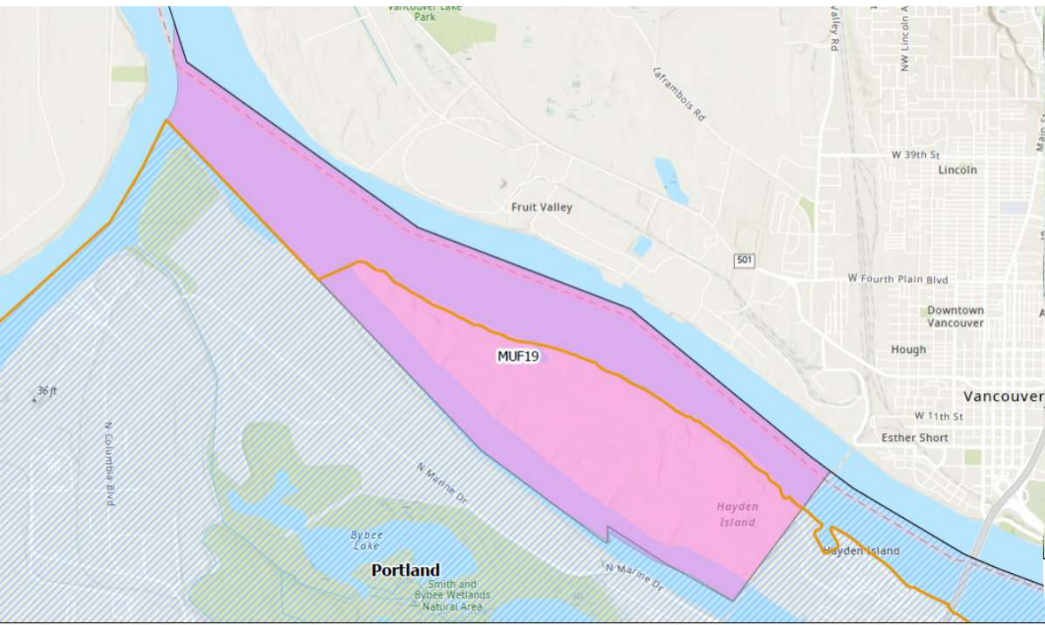 Vancouver Lake
Park
Valley Rd
NW Lincoln A
Main St
Laframbois Rd
W 39th St
Lincoln
Fruit Valley
501
W Fourth Plain Blvd
Downtown
Vancouver
Hough
MUF19
36 ft
Vancouver
W 11th St
Esther Short
N Columbia Blvd
N Marine Dr
Hayden
Island
Hayden Island
Bybee
Lake
Portland
N Marine Dr
Smith and
Bybee Wetlands
Natural Area